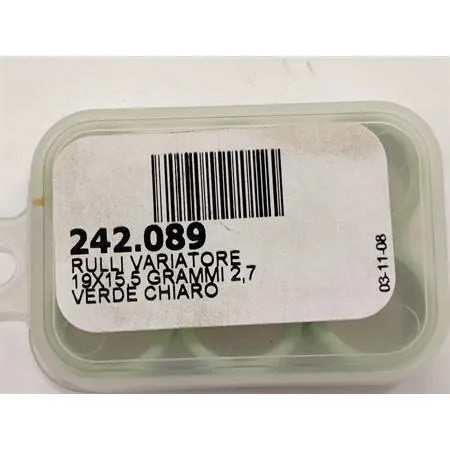 242.089
RULLI VARIATORE
19X15,5 GRAMMI 2,7
VERDE CHIARO
03-11-08